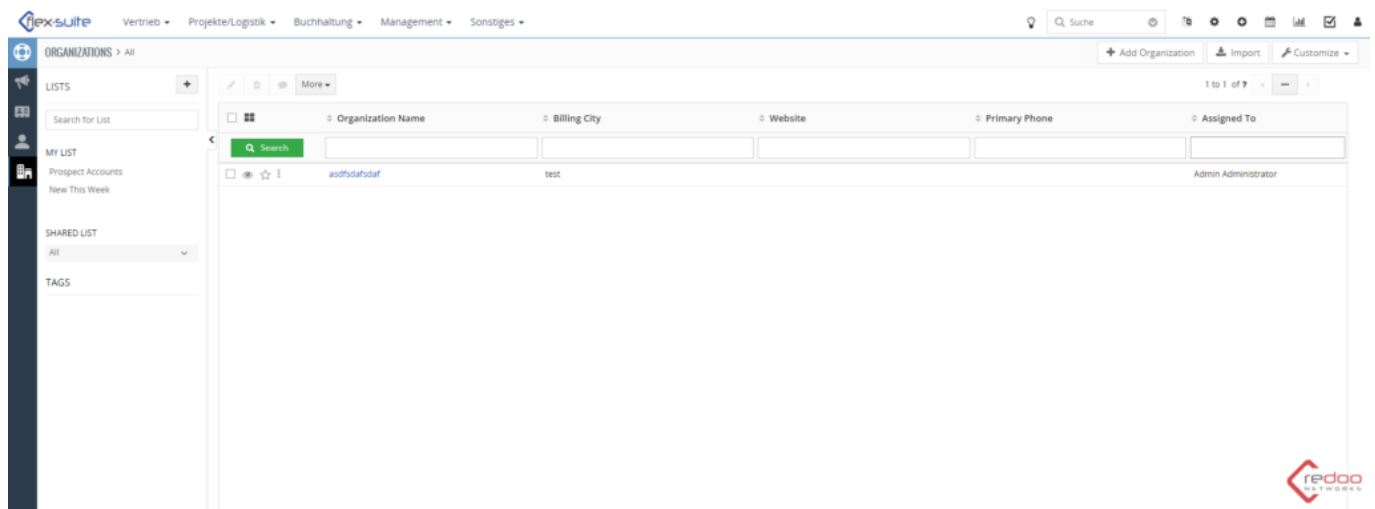 flex-suite Vertrieb Projekte/Logistik Buchhaltung Management Sonstiges Suche
ORGANIZATIONS > All + Add Organization Import Customize
LISTS + More 1 to 1 of ?
Search for List
Organization Name Billing City Website Primary Phone Assigned To
Search
MY LIST
Prospect Accounts
asdfsdafsdaf test Admin Administrator
New This Week
SHARED LIST
All
TAGS
redoo
NETWORKS